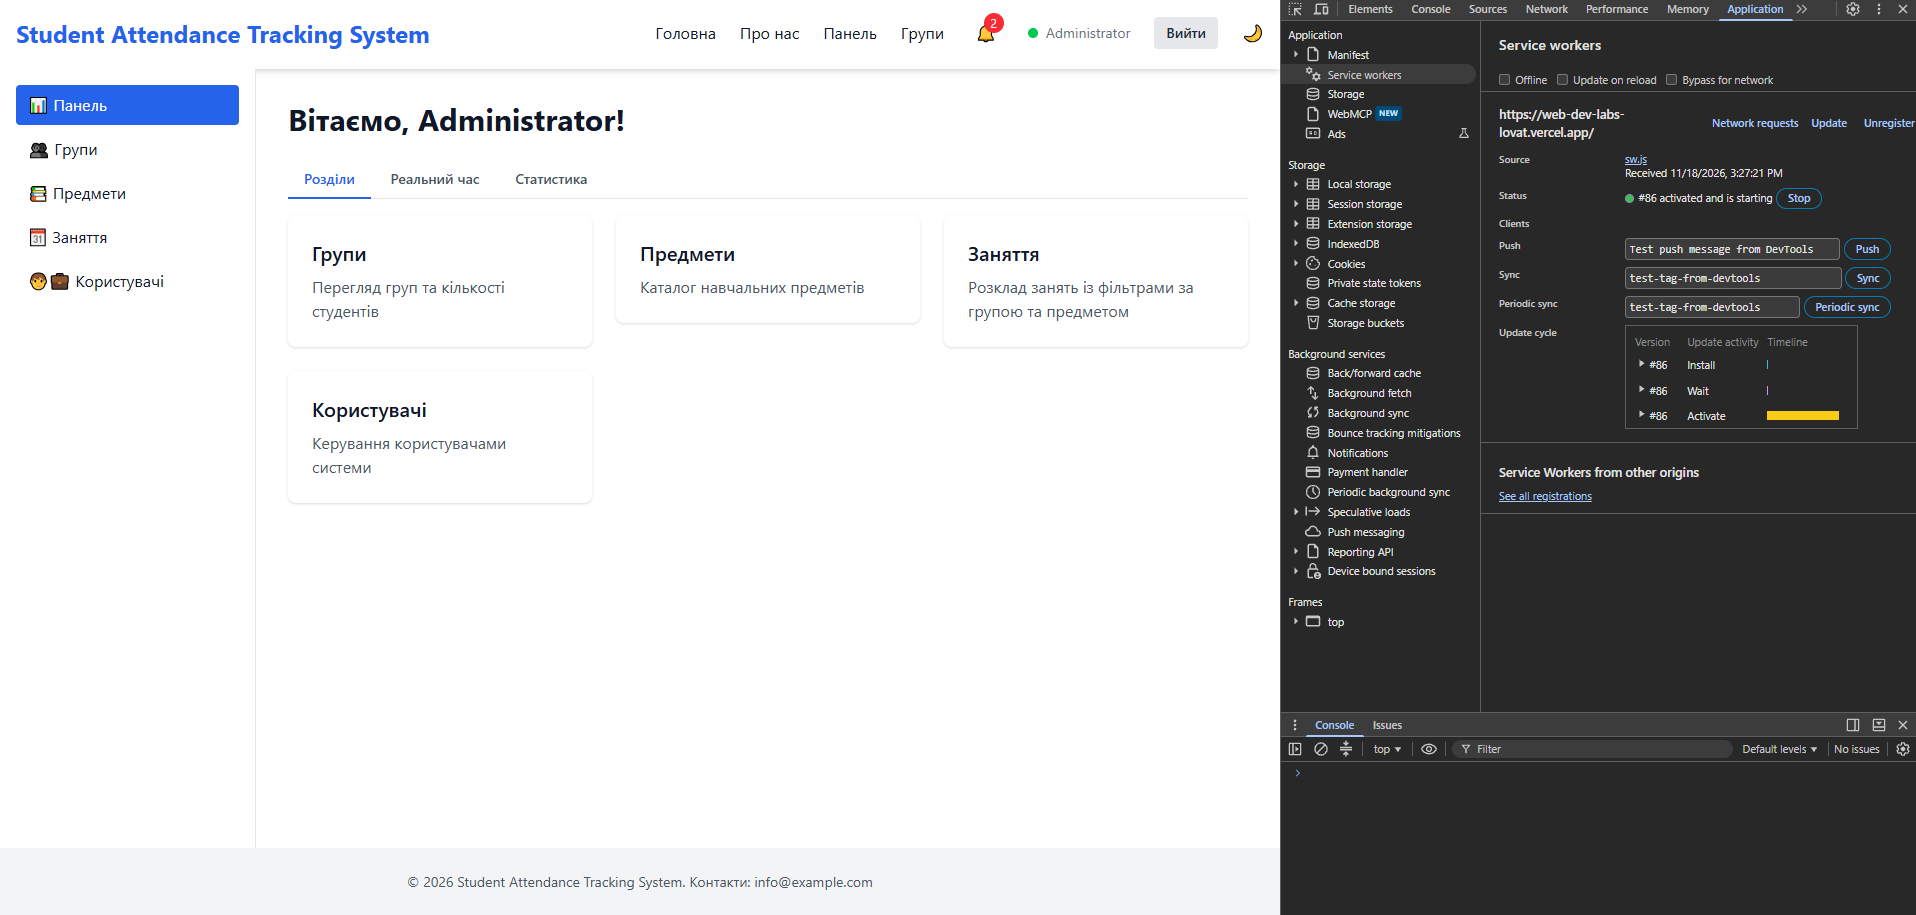 Student Attendance Tracking System
Головна
Про нас
Панель
Групи
2
Administrator
Вийти
Панель
Групи
Предмети
Заняття
Користувачі
Вітаємо, Administrator!
Розділи
Реальний час
Статистика
Групи
Перегляд груп та кількості
студентів
Предмети
Каталог навчальних предметів
Заняття
Розклад занять із фільтрами за
групою та предметом
Користувачі
Керування користувачами
системи
© 2026 Student Attendance Tracking System. Контакти: info@example.com
Elements
Console
Sources
Network
Performance
Memory
Application
Application
Manifest
Service workers
Storage
WebMCP NEW
Ads
Storage
Local storage
Session storage
Extension storage
IndexedDB
Cookies
Private state tokens
Cache storage
Storage buckets
Background services
Back/forward cache
Background fetch
Background sync
Bounce tracking mitigations
Notifications
Payment handler
Periodic background sync
Speculative loads
Push messaging
Reporting API
Device bound sessions
Frames
top
Service workers
Offline
Update on reload
Bypass for network
https://web-dev-labs-
lovat.vercel.app/
Network requests
Update
Unregister
Source
sw.js
Received 11/18/2026, 3:27:21 PM
Status
#86 activated and is starting
Stop
Clients
Push
Test push message from DevTools
Push
Sync
test-tag-from-devtools
Sync
Periodic sync
test-tag-from-devtools
Periodic sync
Update cycle
Version Update activity Timeline
#86 Install
#86 Wait
#86 Activate
Service Workers from other origins
See all registrations
Console
Issues
top
Filter
Default levels
No issues